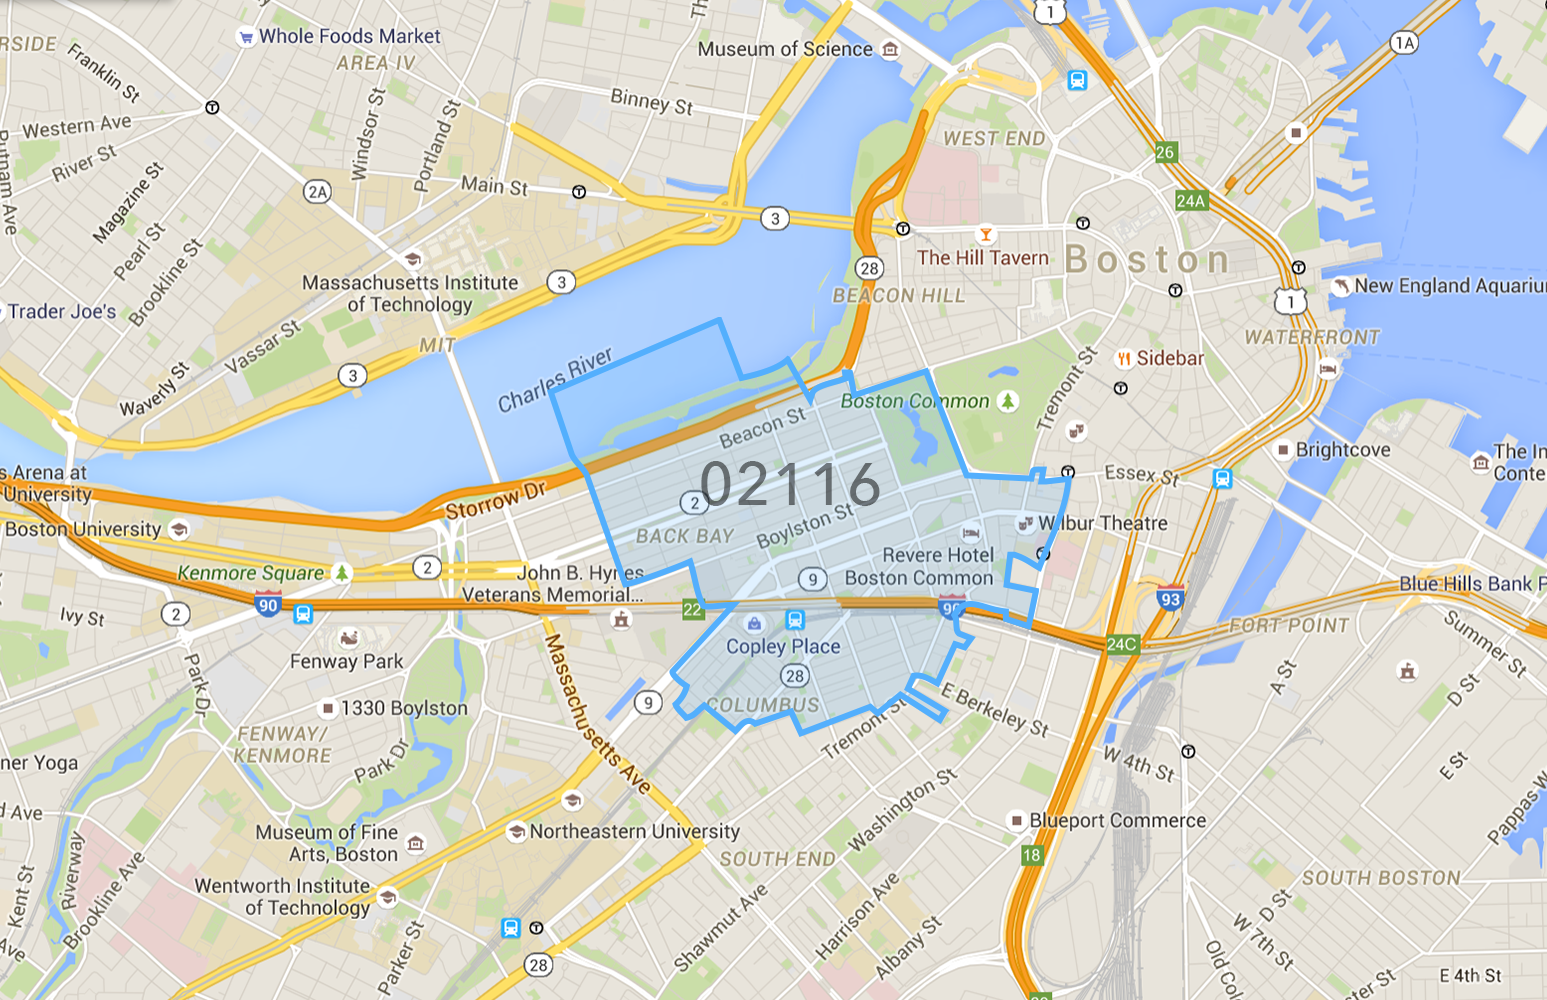 1
1A
Whole Foods Market
Museum of Science
RSIDE
Franklin St
AREA IV
Binney St
Windsor St
Portland St
Western Ave
WEST END
26
River St
Putnam Ave
Magazine St
2A
Main St
24A
3
Pearl St
Brookline St
The Hill Tavern
Boston
Massachusetts Institute
of Technology
3
28
BEACON HILL
New England Aquariu
1
Trader Joe's
Vassar St
MIT
WATERFRONT
Sidebar
Tremont St
3
Waverly St
Charles River
Boston Common
Beacon St
Brightcove
s Arena at
University
The In
Conte
Essex St
02116
Storrow Dr
2
Boylston St
BACK BAY
Wilbur Theatre
Boston University
Revere Hotel
Boston Common
Kenmore Square
2
John B. Hynes
Veterans Memorial...
9
Blue Hills Bank P
90
22
90
93
2
Ivy St
FORT POINT
Summer St
24C
Copley Place
Fenway Park
28
Massachusetts Ave
Park Dr
9
COLUMBUS
E Berkeley St
A St
D St
1330 Boylston
Tremont St
FENWAY/
KENMORE
Park Dr
W 4th St
E St
ner Yoga
d Ave
Washington St
Pappas W
Blueport Commerce
Museum of Fine
Arts, Boston
Northeastern University
18
SOUTH END
Riverway
Brookline Ave
Kent St
Wentworth Institute
of Technology
Shawmut Ave
Harrison Ave
Albany St
SOUTH BOSTON
D St
W 7th St
Parker St
28
Ave
Old Col
ster St
E 4th St